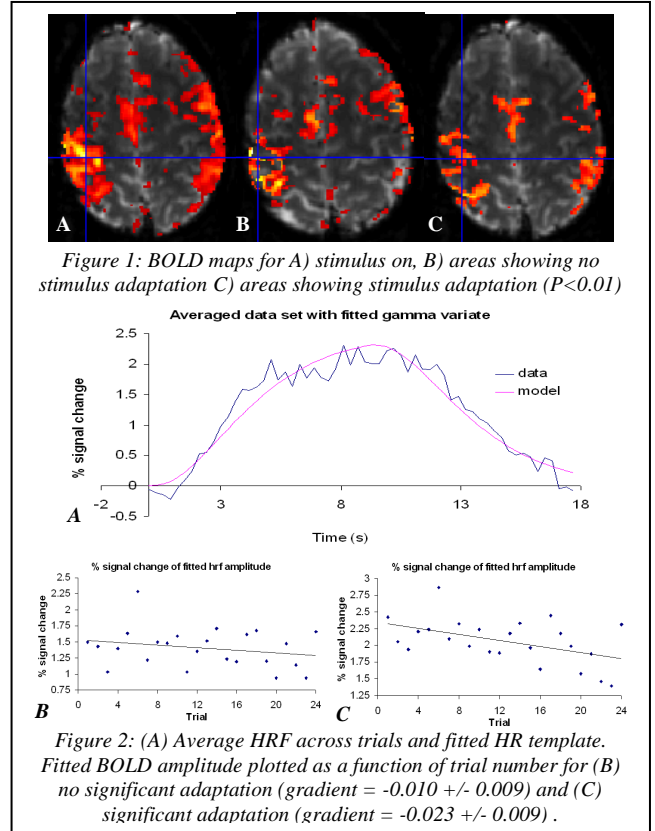 A
B
C
Figure 1: BOLD maps for A) stimulus on, B) areas showing no
stimulus adaptation C) areas showing stimulus adaptation (P<0.01)
Averaged data set with fitted gamma variate
% signal change
2.5
2
1.5
1
0.5
0
-0.5
-2
3
8
13
18
data
model
Time (s)
A
% signal change of fitted hrf amplitude
% signal change
2.5
2.25
2
1.75
1.5
1.25
1
0.75
0
4
8
12
16
20
24
Trial
B
% signal change of fitted hrf amplitude
% signal change
3
2.75
2.5
2.25
2
1.75
1.5
1.25
0
4
8
12
16
20
24
Trial
C
Figure 2: (A) Average HRF across trials and fitted HR template.
Fitted BOLD amplitude plotted as a function of trial number for (B)
no significant adaptation (gradient = -0.010 +/- 0.009) and (C)
significant adaptation (gradient = -0.023 +/- 0.009) .